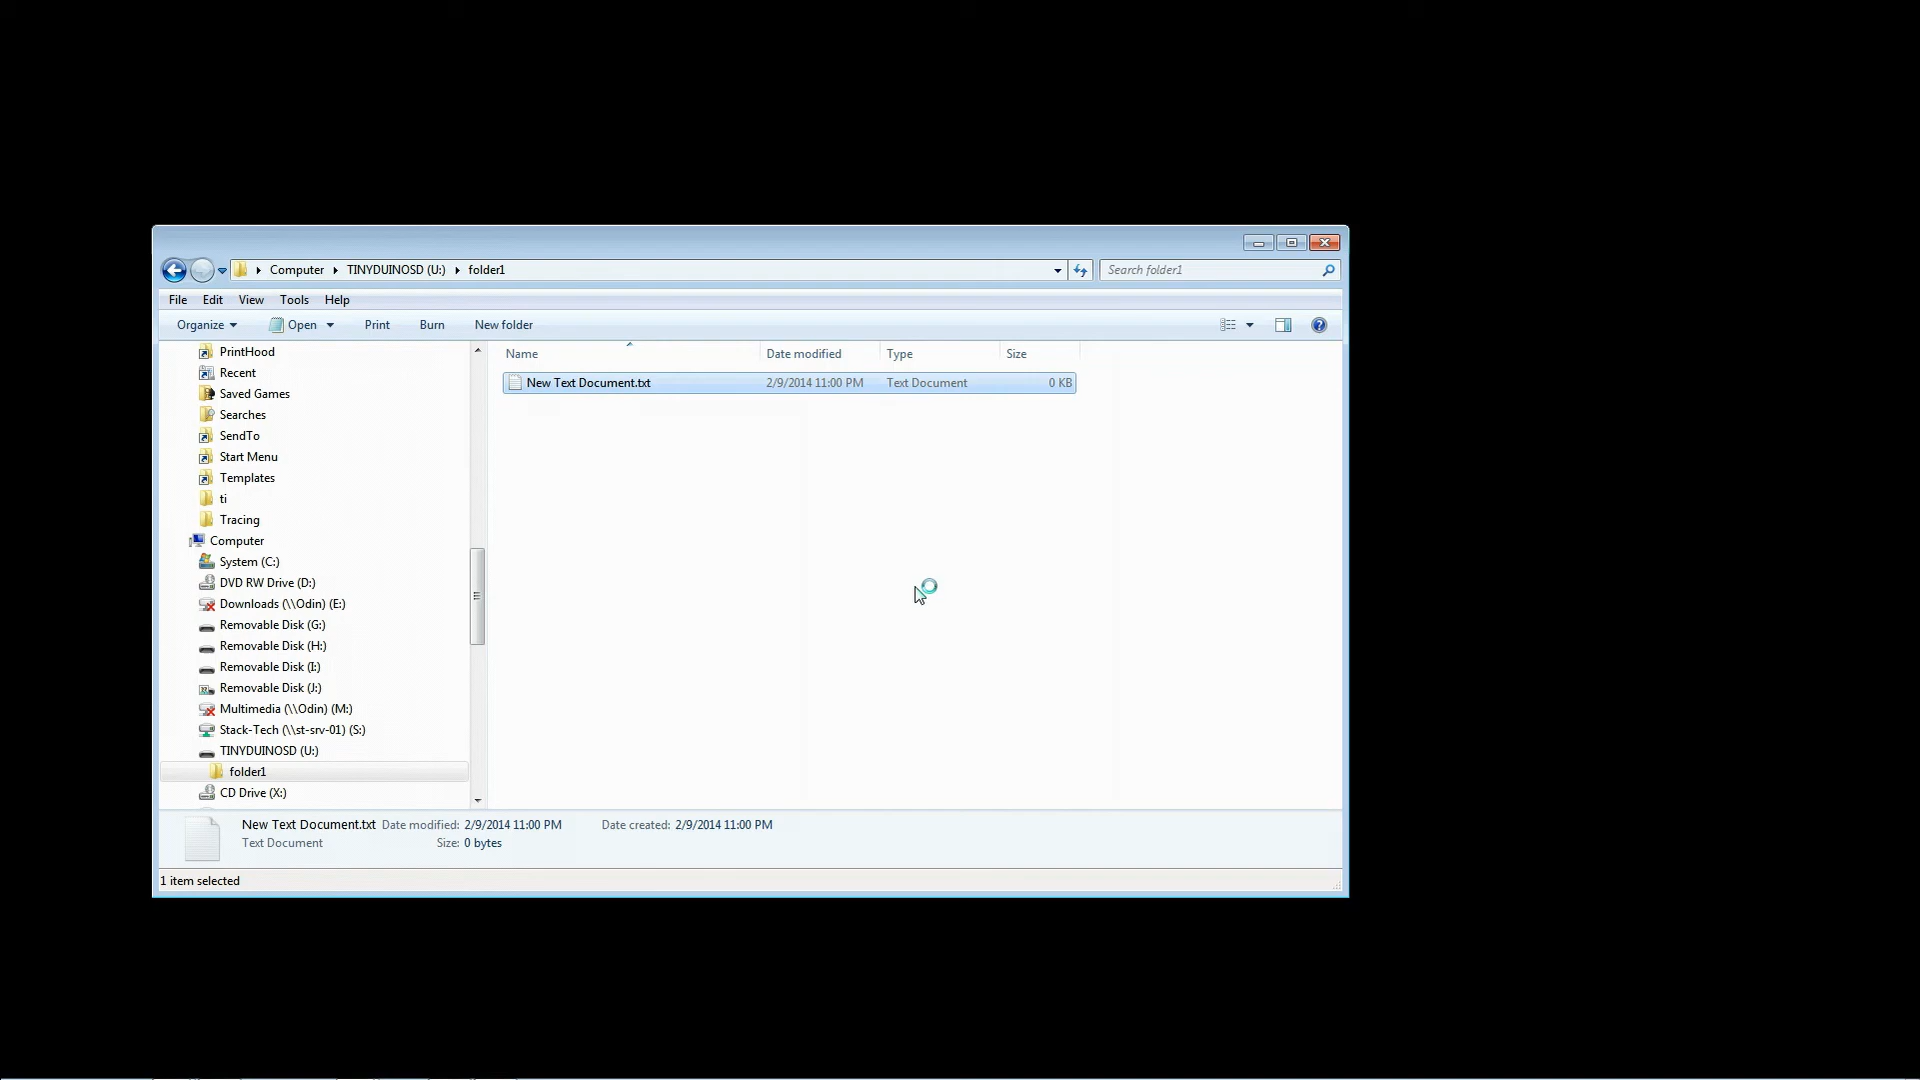 Computer TINYDUINOSD (U:) folder1 Search folder1
File Edit View Tools Help
Organize Open Print Burn New folder
PrintHood
Recent
Saved Games
Searches
SendTo
Start Menu
Templates
ti
Tracing
Computer
System (C:)
DVD RW Drive (D:)
Downloads (\\Odin) (E:)
Removable Disk (G:)
Removable Disk (H:)
Removable Disk (I:)
Removable Disk (J:)
Multimedia (\\Odin) (M:)
Stack-Tech (\\st-srv-01) (S:)
TINYDUINOSD (U:)
folder1
CD Drive (X:)
Name Date modified Type Size
New Text Document.txt 2/9/2014 11:00 PM Text Document 0 KB
New Text Document.txt Date modified: 2/9/2014 11:00 PM Date created: 2/9/2014 11:00 PM
Text Document Size: 0 bytes
1 item selected